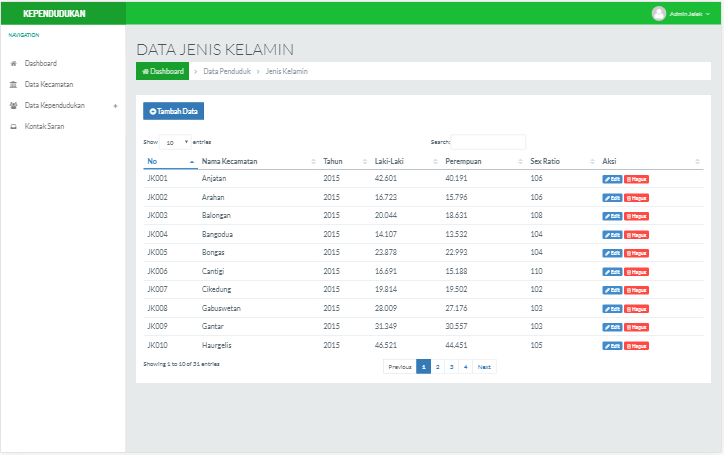 KEPENDUDUKAN
Admin Jalek
NAVIGATION
Dashboard
Data Kecamatan
Data Kependudukan +
Kontak Saran
DATA JENIS KELAMIN
Dashboard > Data Penduduk > Jenis Kelamin
Tambah Data
Show 10 entries Search:
No Nama Kecamatan Tahun Laki-Laki Perempuan Sex Ratio Aksi
JK001 Anjatan 2015 42.601 40.191 106 Edit Hapus
JK002 Arahan 2015 16.723 15.796 106 Edit Hapus
JK003 Balongan 2015 20.044 18.631 108 Edit Hapus
JK004 Bangodua 2015 14.107 13.532 104 Edit Hapus
JK005 Bongas 2015 23.878 22.993 104 Edit Hapus
JK006 Cantigi 2015 16.691 15.188 110 Edit Hapus
JK007 Cikedung 2015 19.814 19.502 102 Edit Hapus
JK008 Gabuswetan 2015 28.009 27.176 103 Edit Hapus
JK009 Gantar 2015 31.349 30.557 103 Edit Hapus
JK010 Haurgelis 2015 46.521 44.451 105 Edit Hapus
Showing 1 to 10 of 31 entries
Previous 1 2 3 4 Next